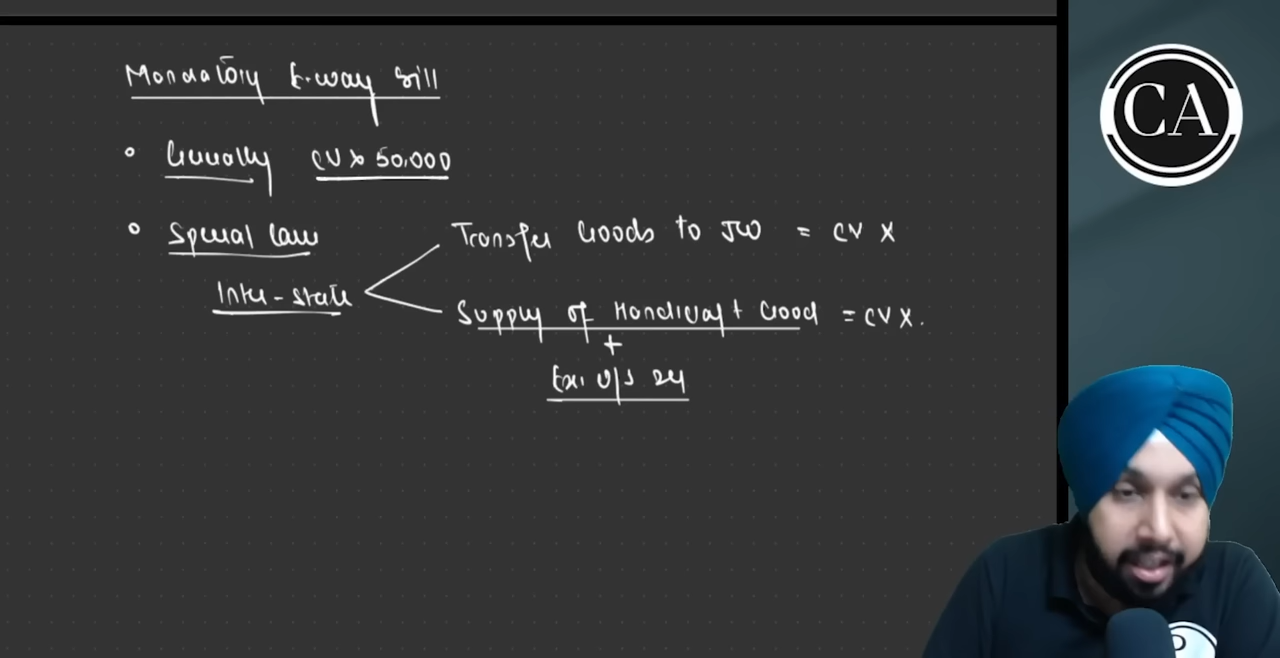 Mandatory E-way Bill
• Generally CV > 50,000
• Special Law
Transfer Goods to JW = CV X
Inter-state
Supply of Handicraft Good = CV X.
+
Ex. u/s 24
CA